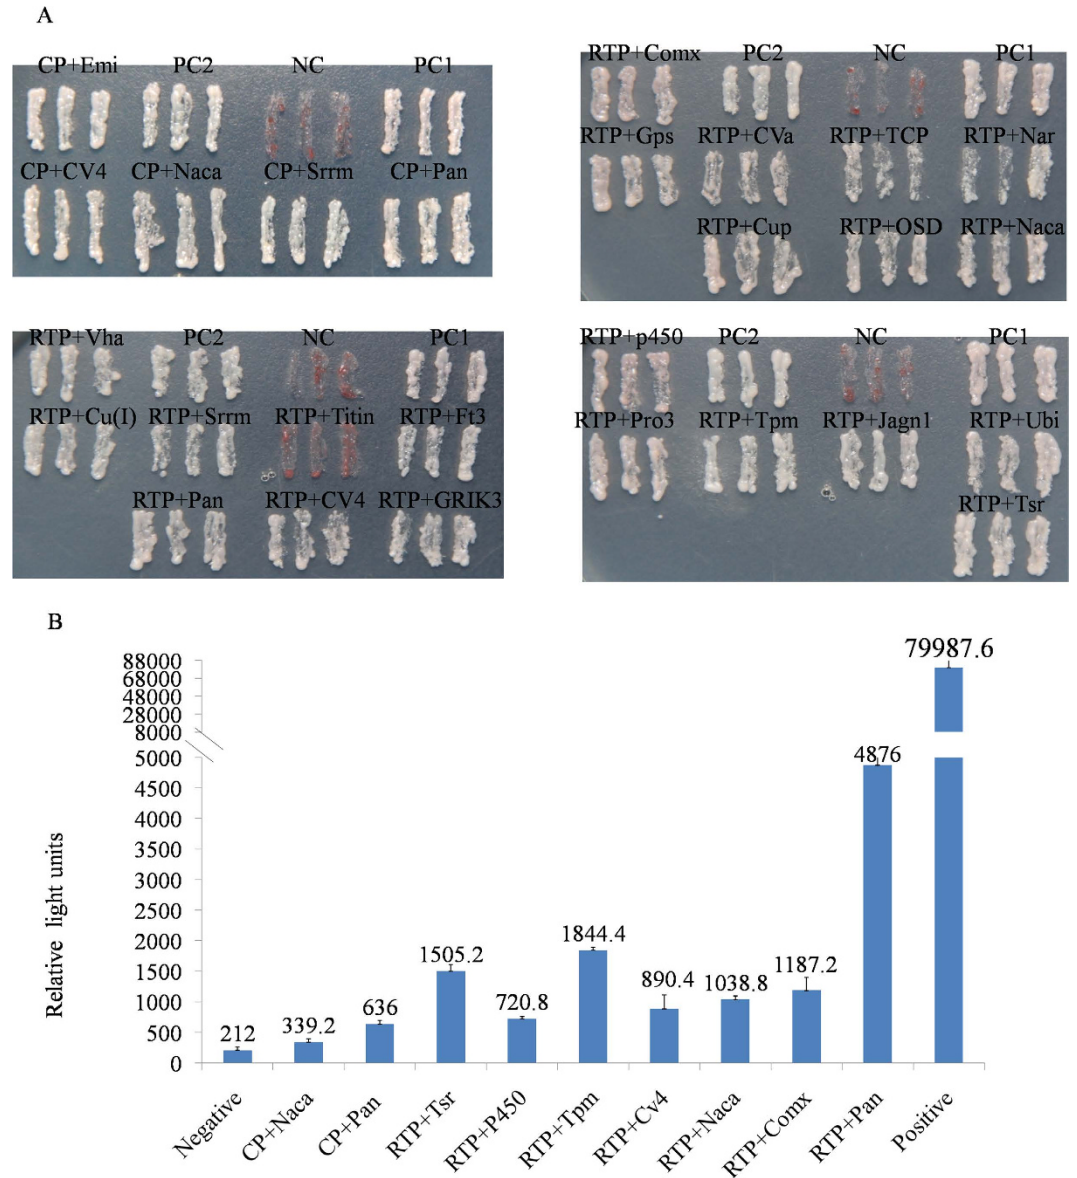 A
CP+Emi PC2 NC PC1
CP+CV4 CP+Naca CP+Srrm CP+Pan
RTP+Comx PC2 NC PC1
RTP+Gps RTP+CVa RTP+TCP RTP+Nar
RTP+Cup RTP+OSD RTP+Naca
RTP+Vha PC2 NC PC1
RTP+Cu(I) RTP+Srrm RTP+Titin RTP+Ft3
RTP+Pan RTP+CV4 RTP+GRIK3
RTP+p450 PC2 NC PC1
RTP+Pro3 RTP+Tpm RTP+Jagn1 RTP+Ubi
RTP+Tsr
B
Relative light units
88000
68000
48000
28000
8000
5000
4500
4000
3500
3000
2500
2000
1500
1000
500
0
212 339.2 636 1505.2 720.8 1844.4 890.4 1038.8 1187.2 4876 79987.6
Negative CP+Naca CP+Pan RTP+Tsr RTP+P450 RTP+Tpm RTP+Cv4 RTP+Naca RTP+Comx RTP+Pan Positive